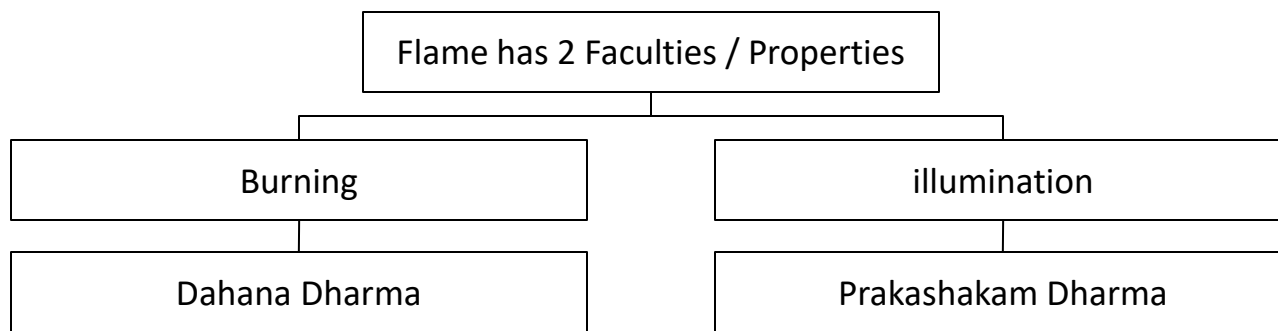 Flame has 2 Faculties / Properties
Burning
illumination
Dahana Dharma
Prakashakam Dharma